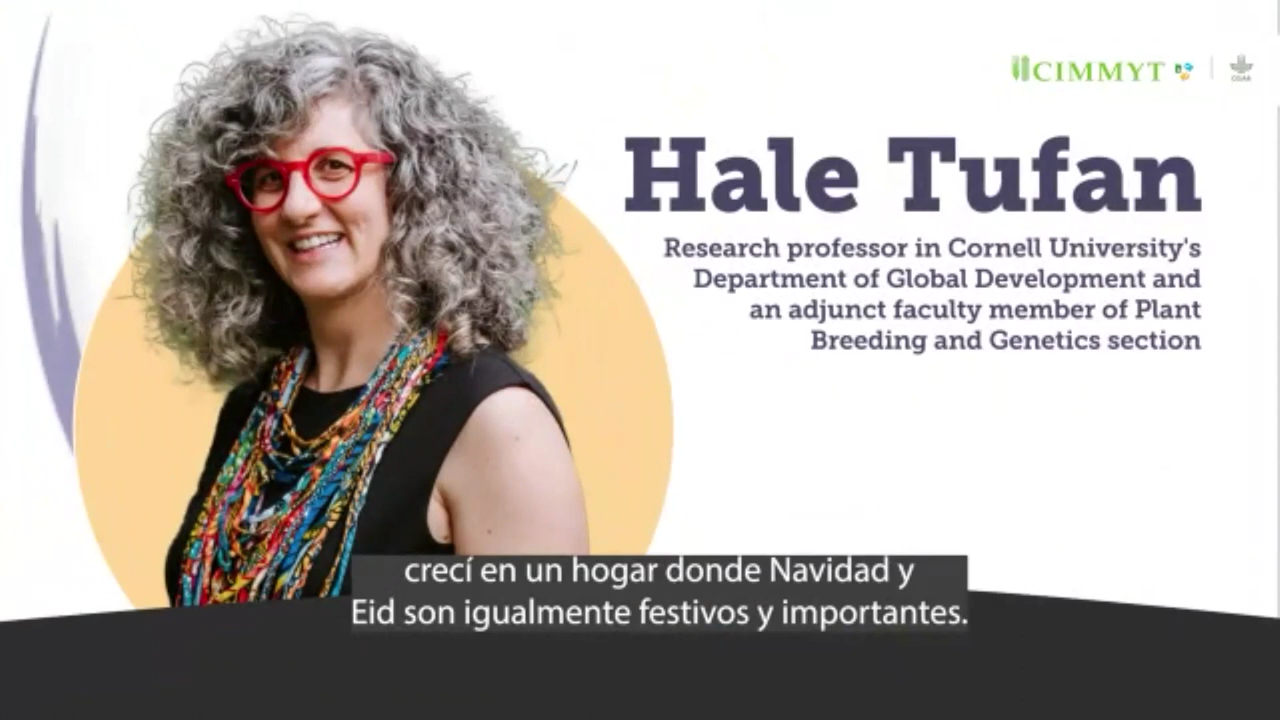 CIMMYT
CGIAR
Hale Tufan
Research professor in Cornell University's
Department of Global Development and
an adjunct faculty member of Plant
Breeding and Genetics section
crecí en un hogar donde Navidad y
Eid son igualmente festivos y importantes.